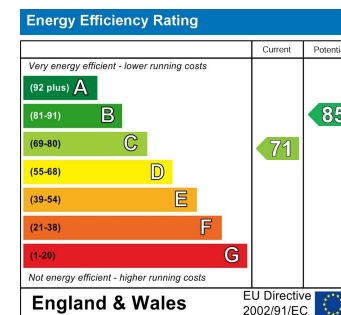 Energy Efficiency Rating
Current Potenti
Very energy efficient - lower running costs
(92 plus) A
(81-91) B 85
(69-80) C 71
(55-68) D
(39-54) E
(21-38) F
(1-20) G
Not energy efficient - higher running costs
England & Wales
EU Directive
2002/91/EC